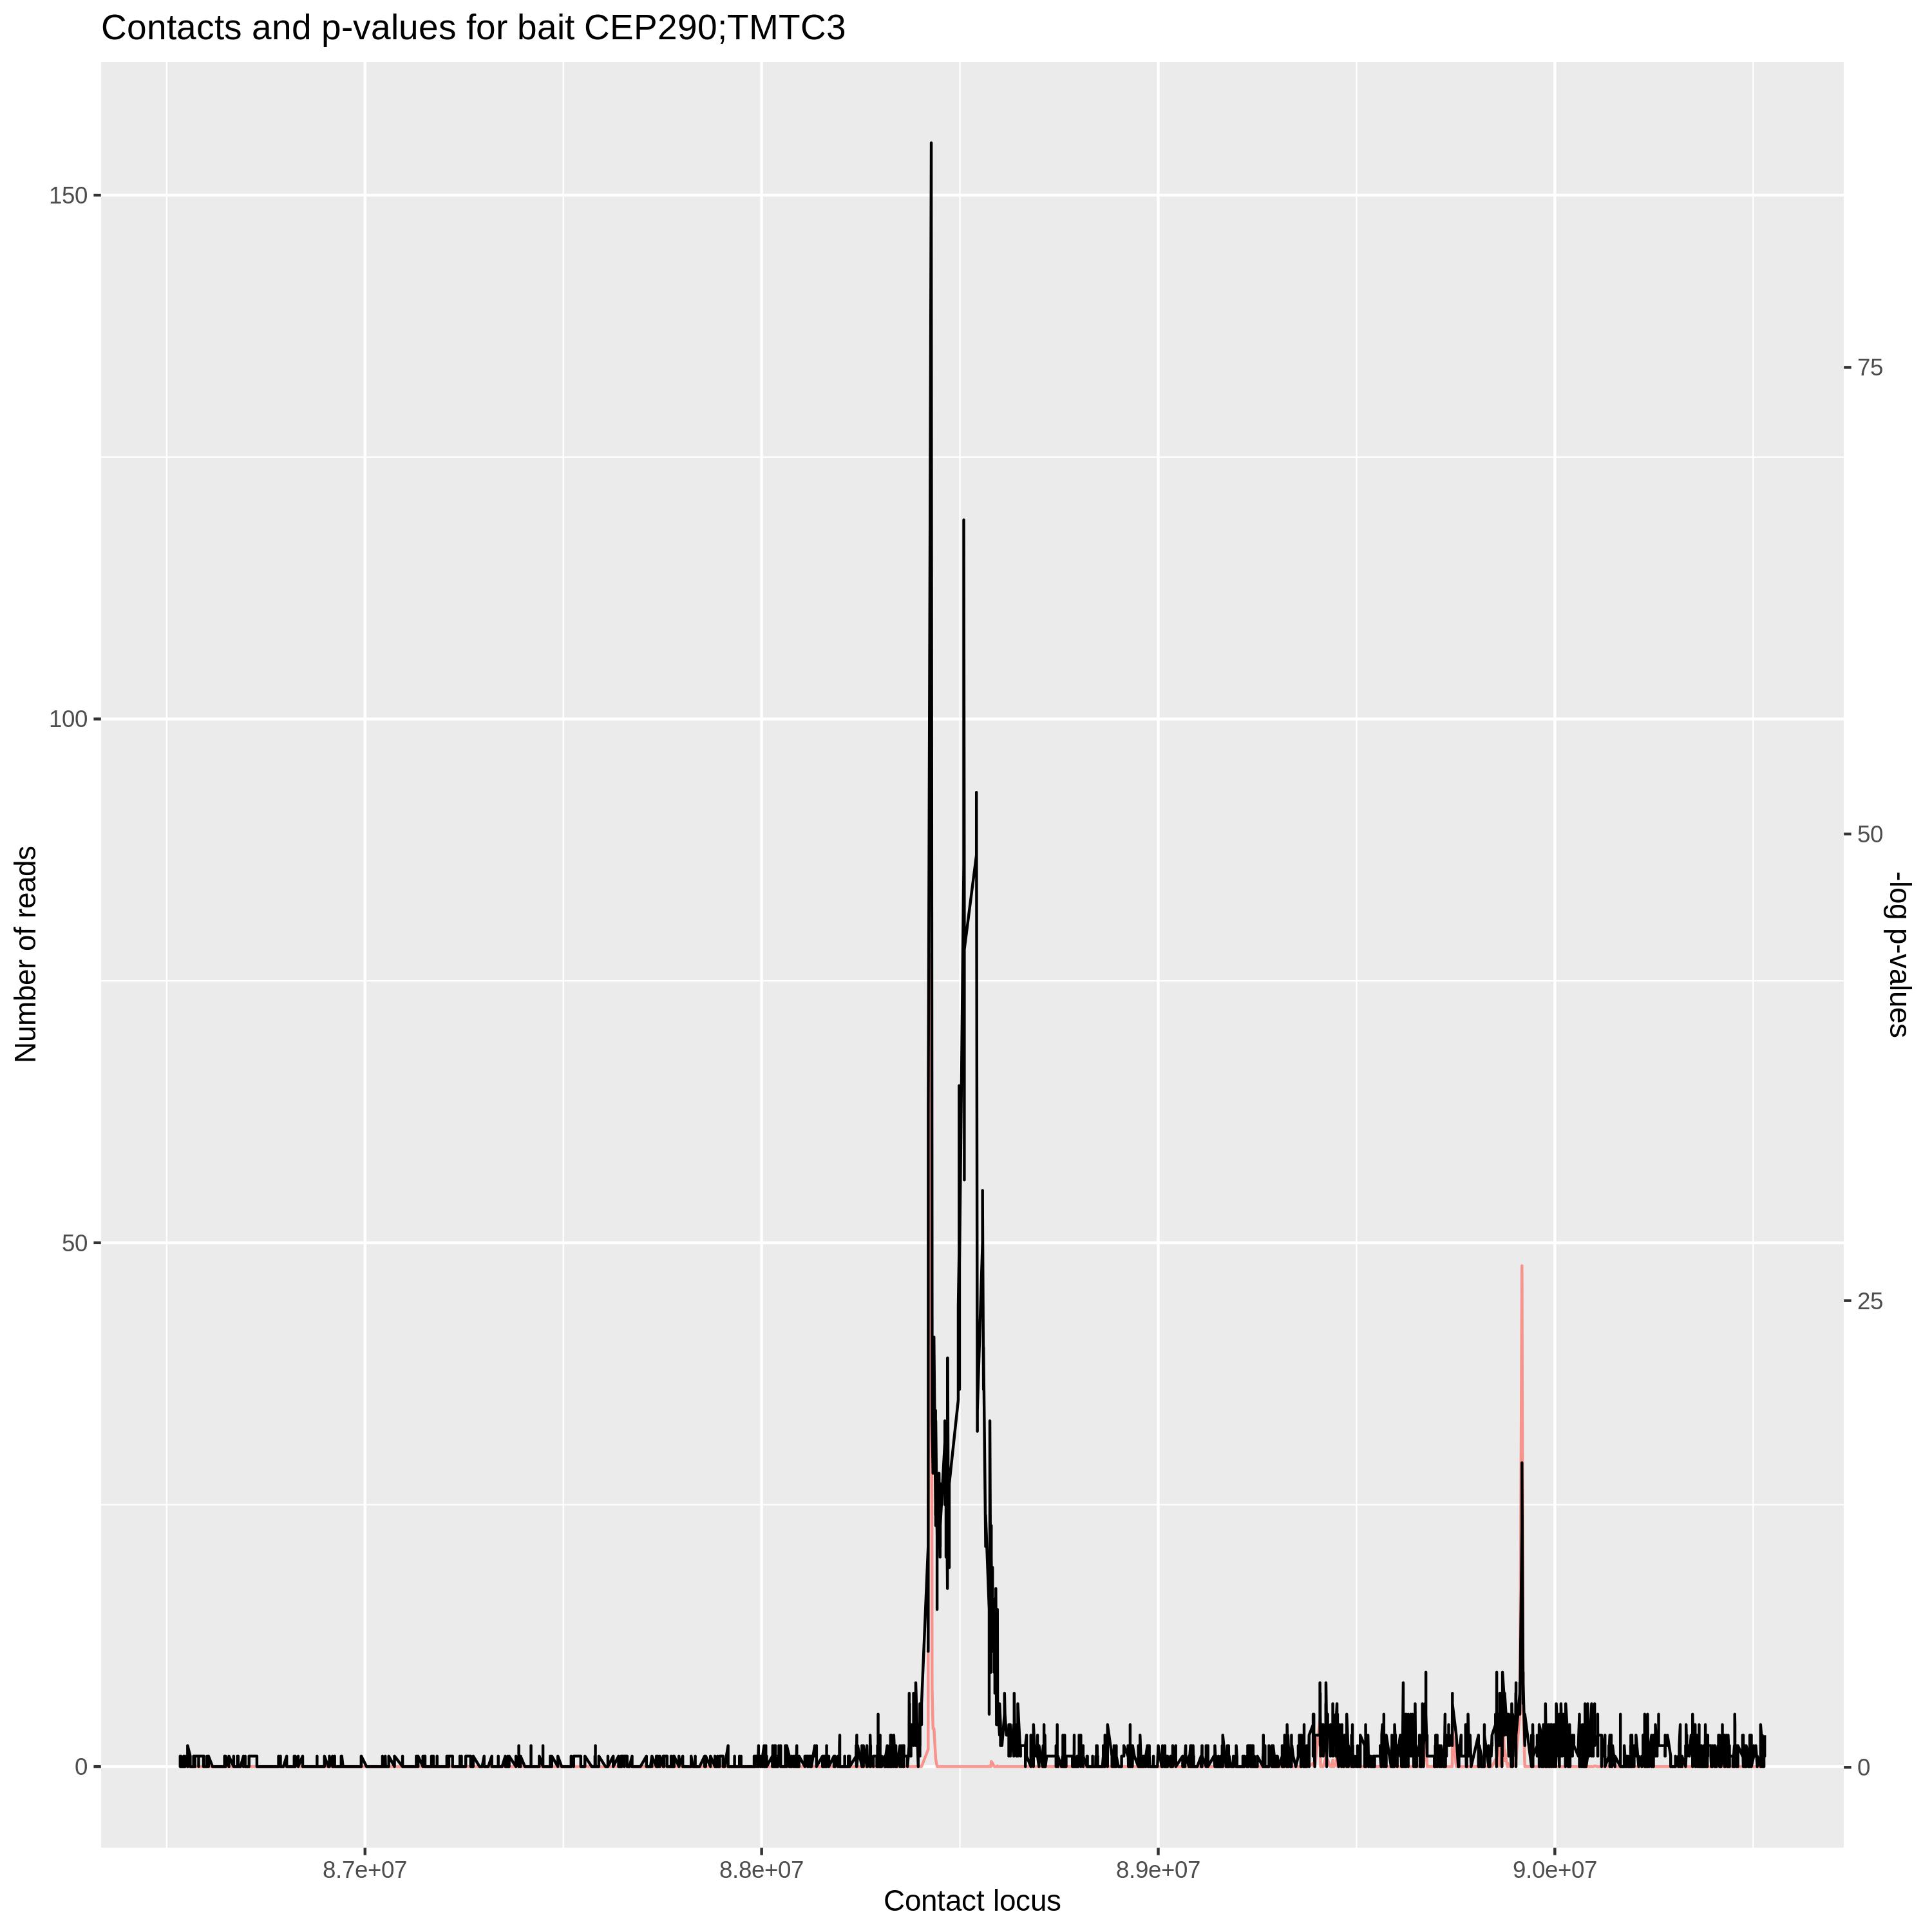 Contacts and p-values for bait CEP290;TMTC3
150
100
50
0
Number of reads
75
50
25
0
-log p-values
8.7e+07 8.8e+07 8.9e+07 9.0e+07
Contact locus